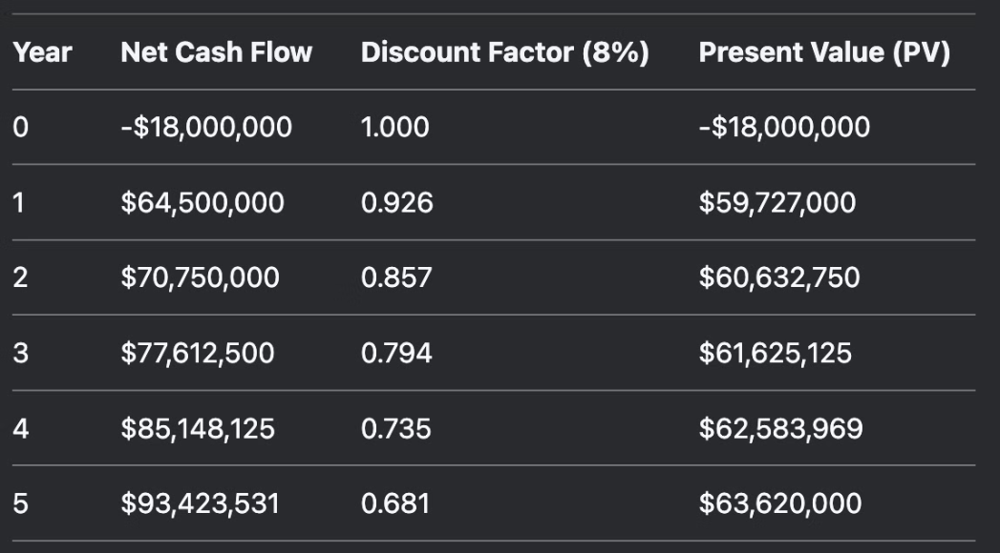 Year Net Cash Flow Discount Factor (8%) Present Value (PV)
0 -$18,000,000 1.000 -$18,000,000
1 $64,500,000 0.926 $59,727,000
2 $70,750,000 0.857 $60,632,750
3 $77,612,500 0.794 $61,625,125
4 $85,148,125 0.735 $62,583,969
5 $93,423,531 0.681 $63,620,000